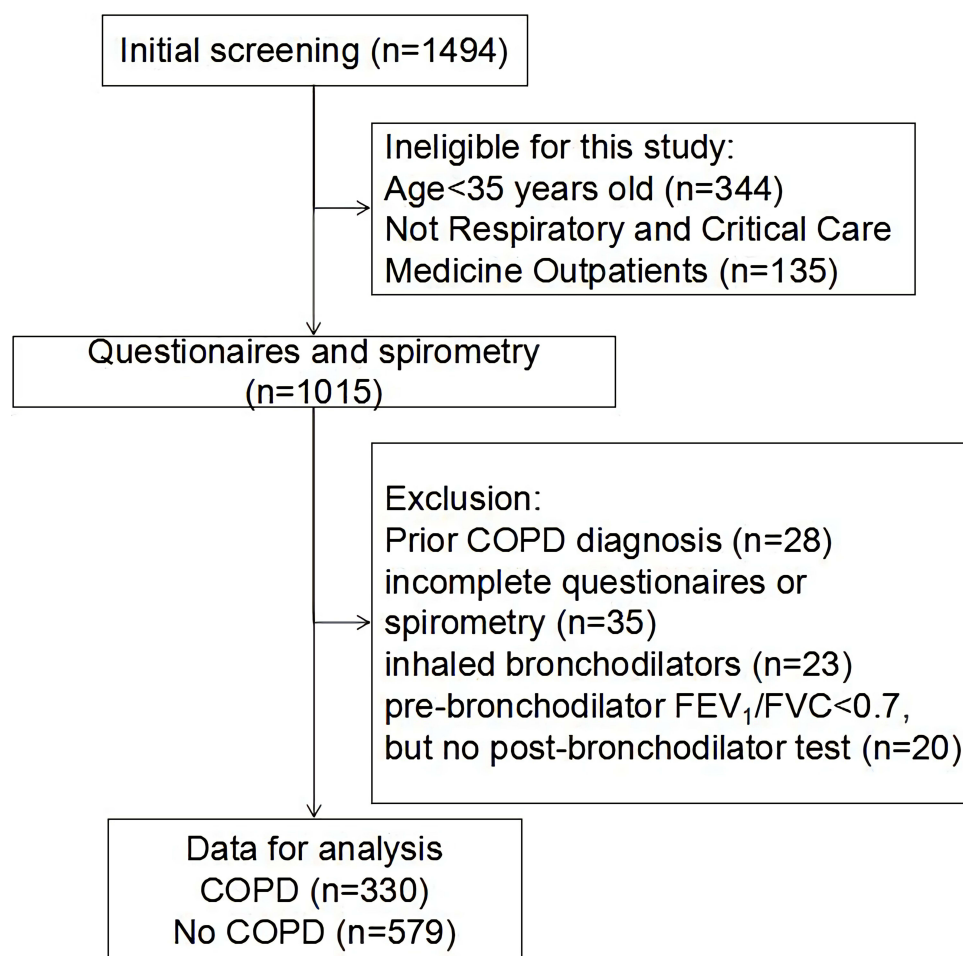 Initial screening (n=1494)
Ineligible for this study:
Age<35 years old (n=344)
Not Respiratory and Critical Care
Medicine Outpatients (n=135)
Questionaires and spirometry
(n=1015)
Exclusion:
Prior COPD diagnosis (n=28)
incomplete questionaires or
spirometry (n=35)
inhaled bronchodilators (n=23)
pre-bronchodilator FEV₁/FVC<0.7,
but no post-bronchodilator test (n=20)
Data for analysis
COPD (n=330)
No COPD (n=579)